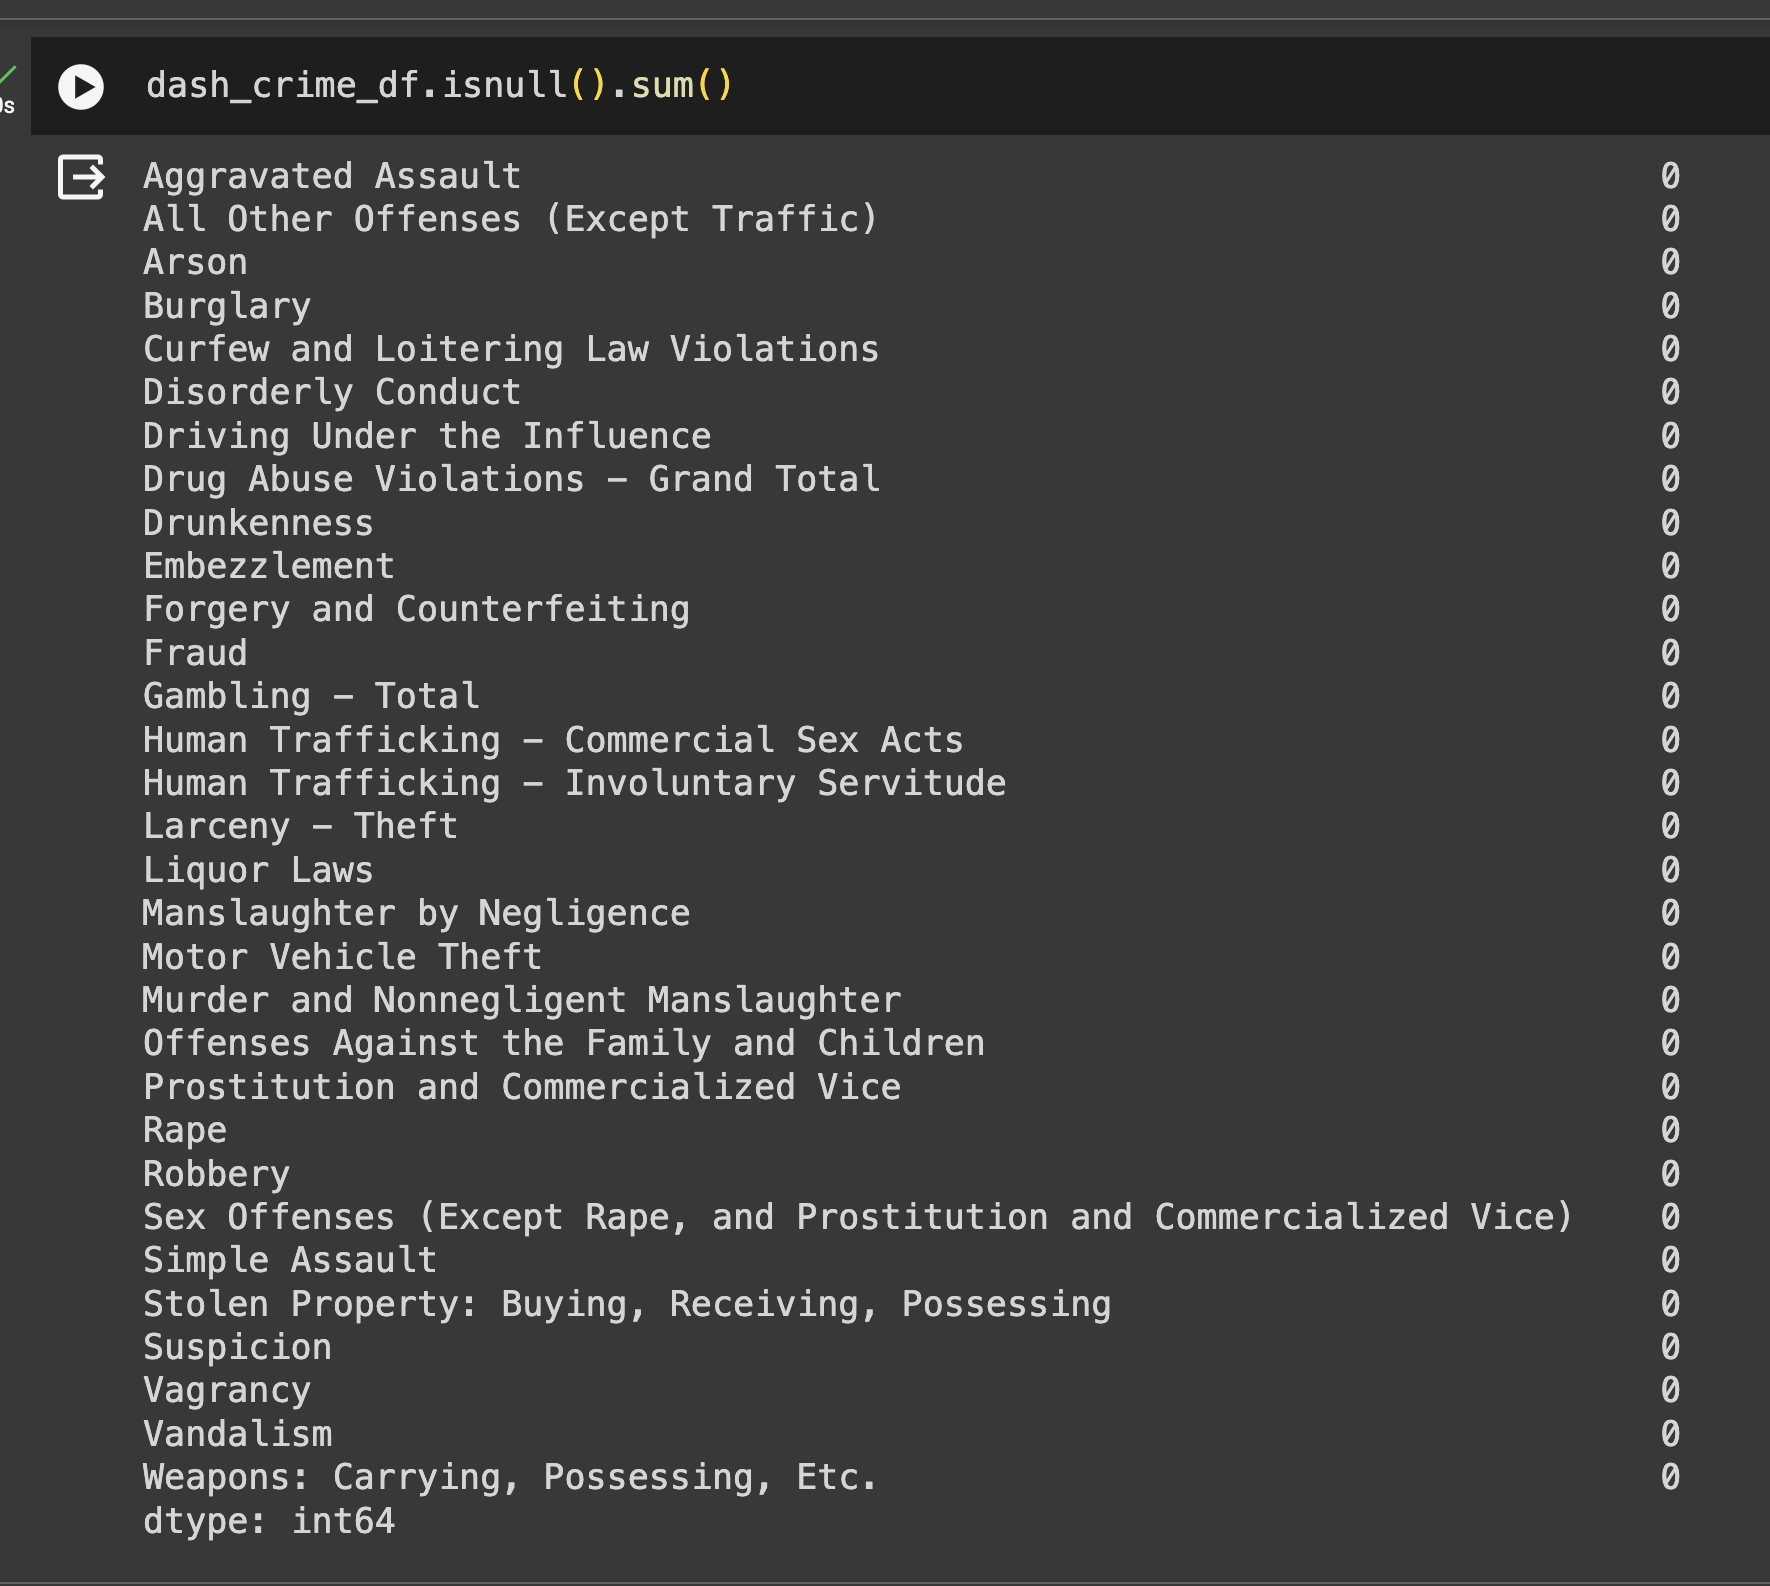 dash_crime_df.isnull().sum()
s
Aggravated Assault 0
All Other Offenses (Except Traffic) 0
Arson 0
Burglary 0
Curfew and Loitering Law Violations 0
Disorderly Conduct 0
Driving Under the Influence 0
Drug Abuse Violations – Grand Total 0
Drunkenness 0
Embezzlement 0
Forgery and Counterfeiting 0
Fraud 0
Gambling – Total 0
Human Trafficking – Commercial Sex Acts 0
Human Trafficking – Involuntary Servitude 0
Larceny – Theft 0
Liquor Laws 0
Manslaughter by Negligence 0
Motor Vehicle Theft 0
Murder and Nonnegligent Manslaughter 0
Offenses Against the Family and Children 0
Prostitution and Commercialized Vice 0
Rape 0
Robbery 0
Sex Offenses (Except Rape, and Prostitution and Commercialized Vice) 0
Simple Assault 0
Stolen Property: Buying, Receiving, Possessing 0
Suspicion 0
Vagrancy 0
Vandalism 0
Weapons: Carrying, Possessing, Etc. 0
dtype: int64